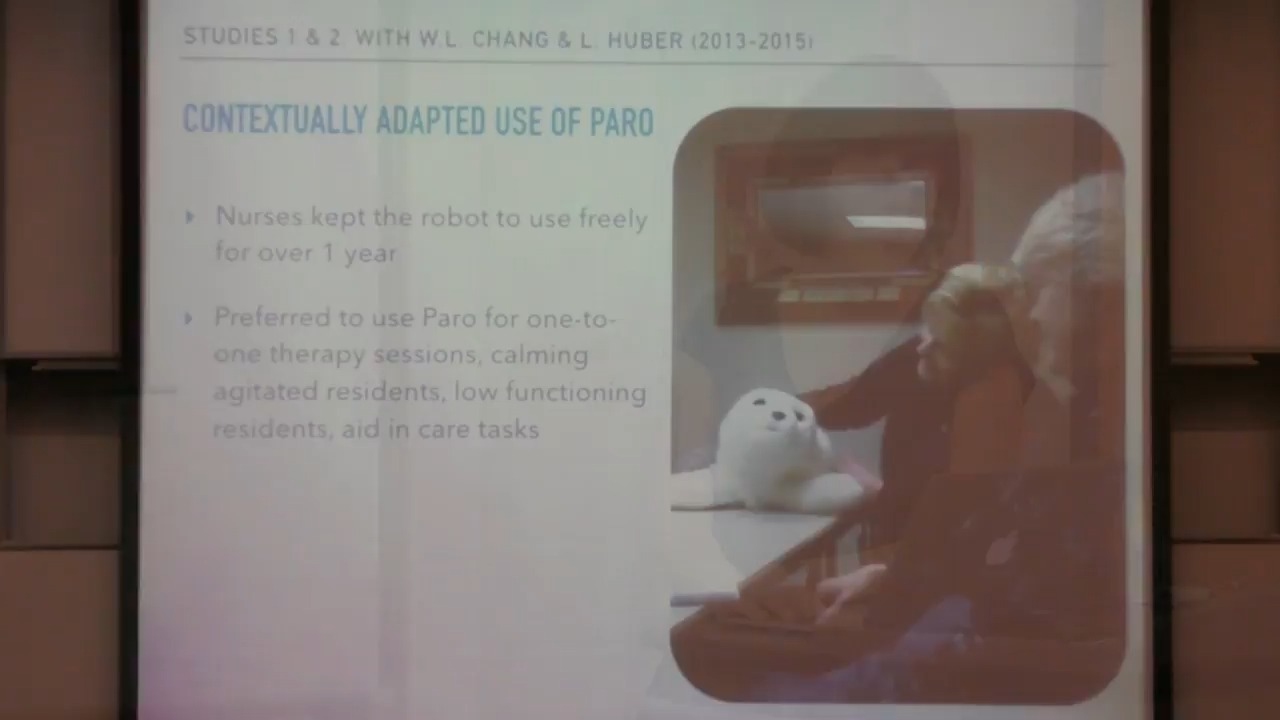 STUDIES 1 & 2 WITH W.L. CHANG & L. HUBER (2013-2015)
CONTEXTUALLY ADAPTED USE OF PARO
Nurses kept the robot to use freely
for over 1 year
Preferred to use Paro for one-to-
one therapy sessions, calming
agitated residents, low functioning
residents, aid in care tasks